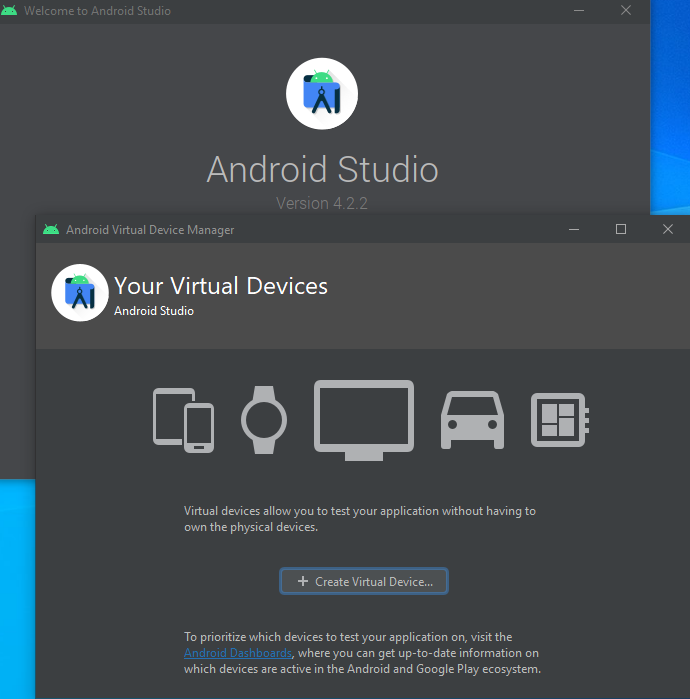 Welcome to Android Studio
Android Studio
Version 4.2.2
Android Virtual Device Manager
Your Virtual Devices
Android Studio
Virtual devices allow you to test your application without having to
own the physical devices.
+ Create Virtual Device...
To prioritize which devices to test your application on, visit the
Android Dashboards, where you can get up-to-date information on
which devices are active in the Android and Google Play ecosystem.